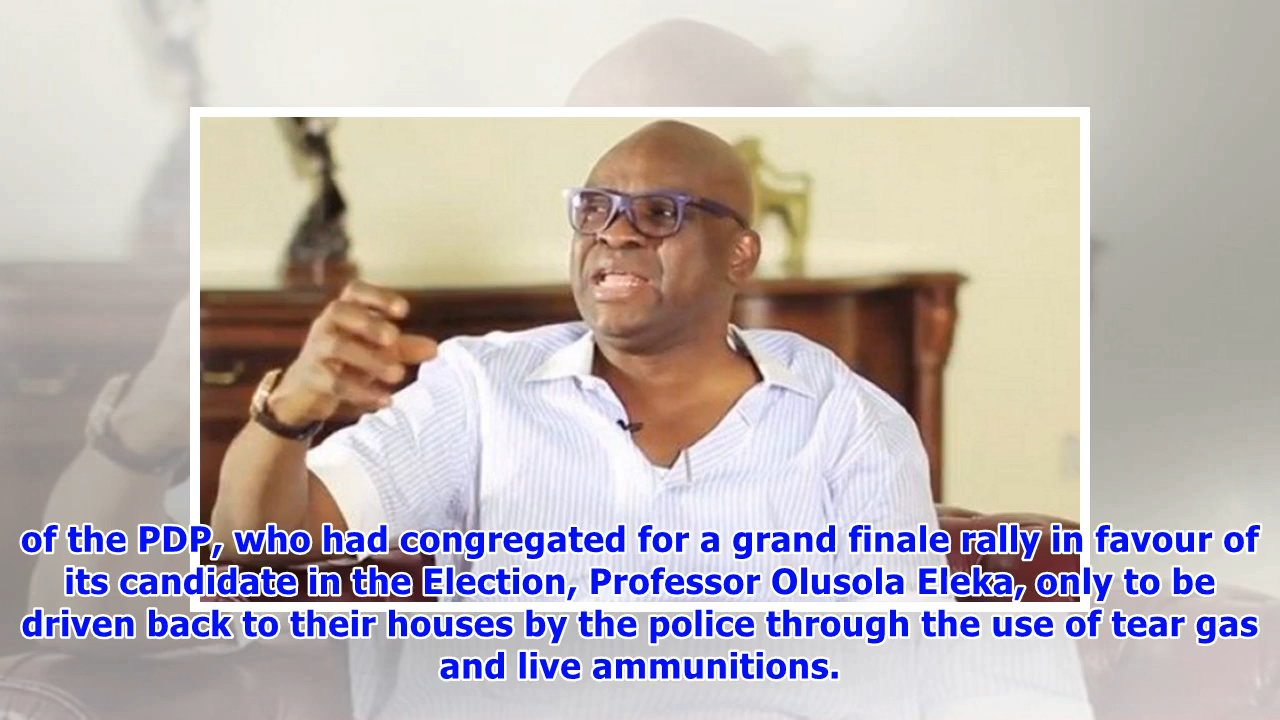 of the PDP, who had congregated for a grand finale rally in favour of
its candidate in the Election, Professor Olusola Eleka, only to be
driven back to their houses by the police through the use of tear gas
and live ammunitions.